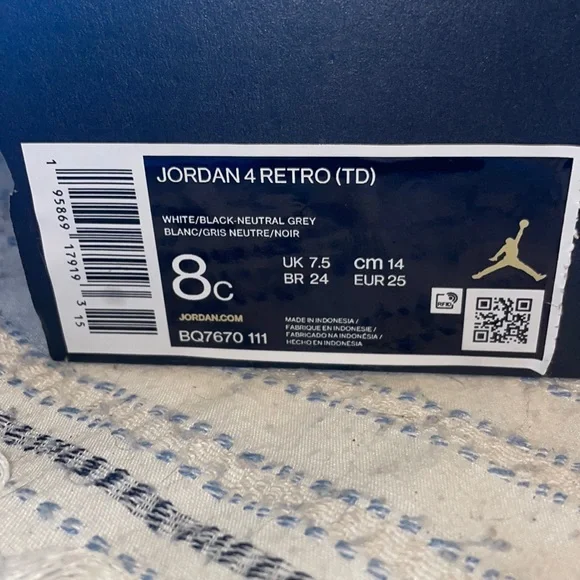 1 95869 17919 3 15
JORDAN 4 RETRO (TD)
WHITE/BLACK-NEUTRAL GREY
BLANC/GRIS NEUTRE/NOIR
8C
UK 7.5 cm 14
BR 24 EUR 25
JORDAN.COM
BQ7670 111
MADE IN INDONESIA /
FABRIQUE EN INDONESIE /
FABRICADO NA INDONÉSIA /
HECHO EN INDONESIA
RFID